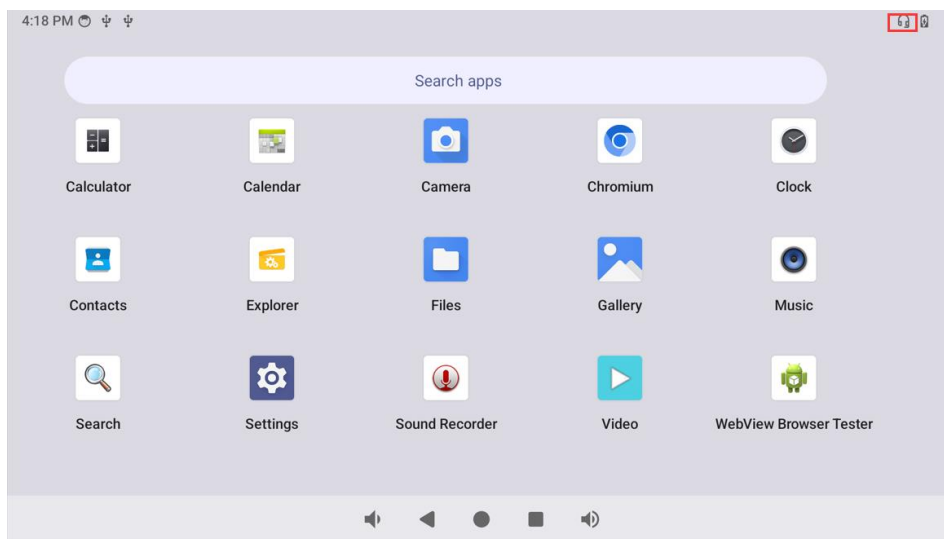 4:18 PM
Search apps
Calculator
Calendar
Camera
Chromium
Clock
Contacts
Explorer
Files
Gallery
Music
Search
Settings
Sound Recorder
Video
WebView Browser Tester